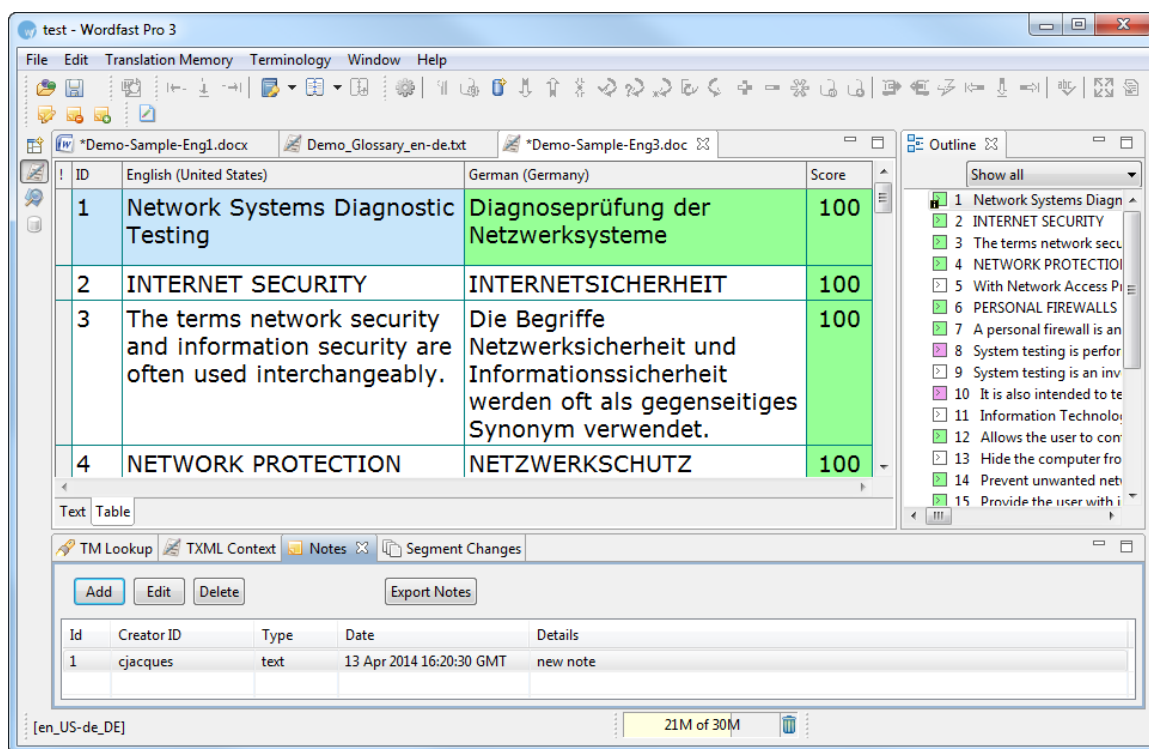 test - Wordfast Pro 3
File Edit Translation Memory Terminology Window Help
*Demo-Sample-Eng1.docx Demo_Glossary_en-de.txt *Demo-Sample-Eng3.doc
! ID English (United States) German (Germany) Score
1 Network Systems Diagnostic Testing Diagnoseprüfung der Netzwerksysteme 100
2 INTERNET SECURITY INTERNETSICHERHEIT 100
3 The terms network security and information security are often used interchangeably. Die Begriffe Netzwerksicherheit und Informationssicherheit werden oft als gegenseitiges Synonym verwendet. 100
4 NETWORK PROTECTION NETZWERKSCHUTZ 100
Text Table
Outline
Show all
1 Network Systems Diagn
2 INTERNET SECURITY
3 The terms network secu
4 NETWORK PROTECTIO
5 With Network Access Pr
6 PERSONAL FIREWALLS
7 A personal firewall is an
8 System testing is perfor
9 System testing is an inv
10 It is also intended to te
11 Information Technolo
12 Allows the user to con
13 Hide the computer fro
14 Prevent unwanted net
15 Provide the user with i
TM Lookup TXML Context Notes Segment Changes
Add Edit Delete Export Notes
Id Creator ID Type Date Details
1 cjacques text 13 Apr 2014 16:20:30 GMT new note
[en_US-de_DE] 21M of 30M